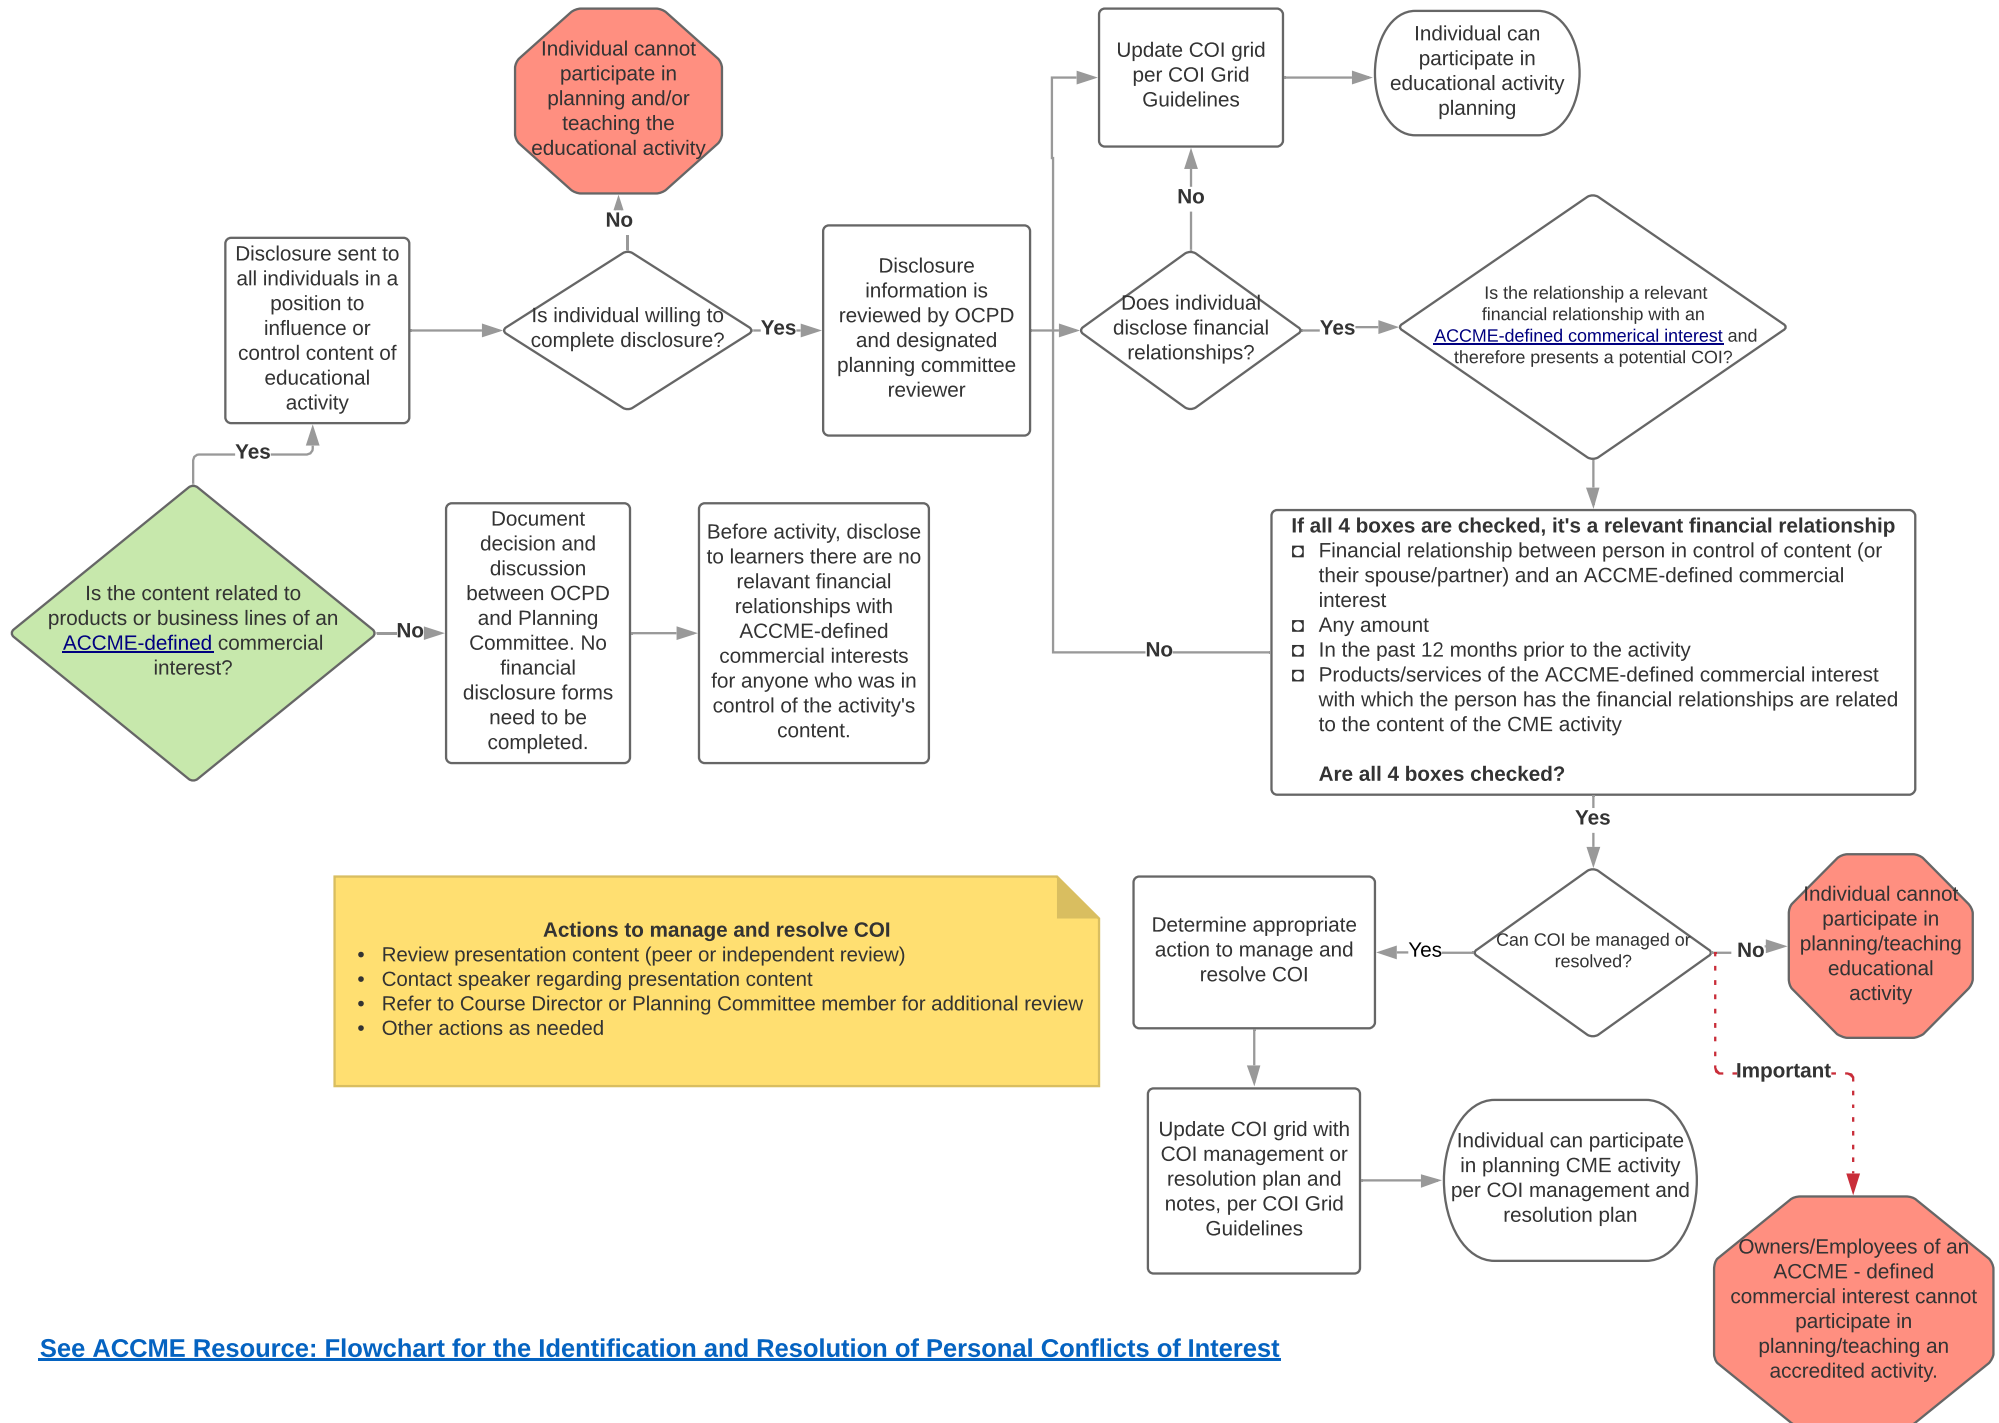 Individual cannot
participate in
planning and/or
teaching the
educational activity
Update COI grid
per COI Grid
Guidelines
Individual can
participate in
educational activity
planning
No
No
Disclosure sent to
all individuals in a
position to
influence or
control content of
educational
activity
Is individual willing to
complete disclosure?
Yes
Disclosure
information is
reviewed by OCPD
and designated
planning committee
reviewer
Does individual
disclose financial
relationships?
Yes
Is the relationship a relevant
financial relationship with an
ACCME-defined commerical interest and
therefore presents a potential COI?
Yes
Is the content related to
products or business lines of an
ACCME-defined commercial
interest?
No
Document
decision and
discussion
between OCPD
and Planning
Committee. No
financial
disclosure forms
need to be
completed.
Before activity, disclose
to learners there are no
relavant financial
relationships with
ACCME-defined
commercial interests
for anyone who was in
control of the activity's
content.
No
If all 4 boxes are checked, it's a relevant financial relationship
◘ Financial relationship between person in control of content (or
their spouse/partner) and an ACCME-defined commercial
interest
◘ Any amount
◘ In the past 12 months prior to the activity
◘ Products/services of the ACCME-defined commercial interest
with which the person has the financial relationships are related
to the content of the CME activity
Are all 4 boxes checked?
Yes
Actions to manage and resolve COI
• Review presentation content (peer or independent review)
• Contact speaker regarding presentation content
• Refer to Course Director or Planning Committee member for additional review
• Other actions as needed
Determine appropriate
action to manage and
resolve COI
Yes
Can COI be managed or
resolved?
No
Individual cannot
participate in
planning/teaching
educational
activity
Important
Update COI grid with
COI management or
resolution plan and
notes, per COI Grid
Guidelines
Individual can participate
in planning CME activity
per COI management and
resolution plan
Owners/Employees of an
ACCME - defined
commercial interest cannot
participate in
planning/teaching an
accredited activity.
See ACCME Resource: Flowchart for the Identification and Resolution of Personal Conflicts of Interest